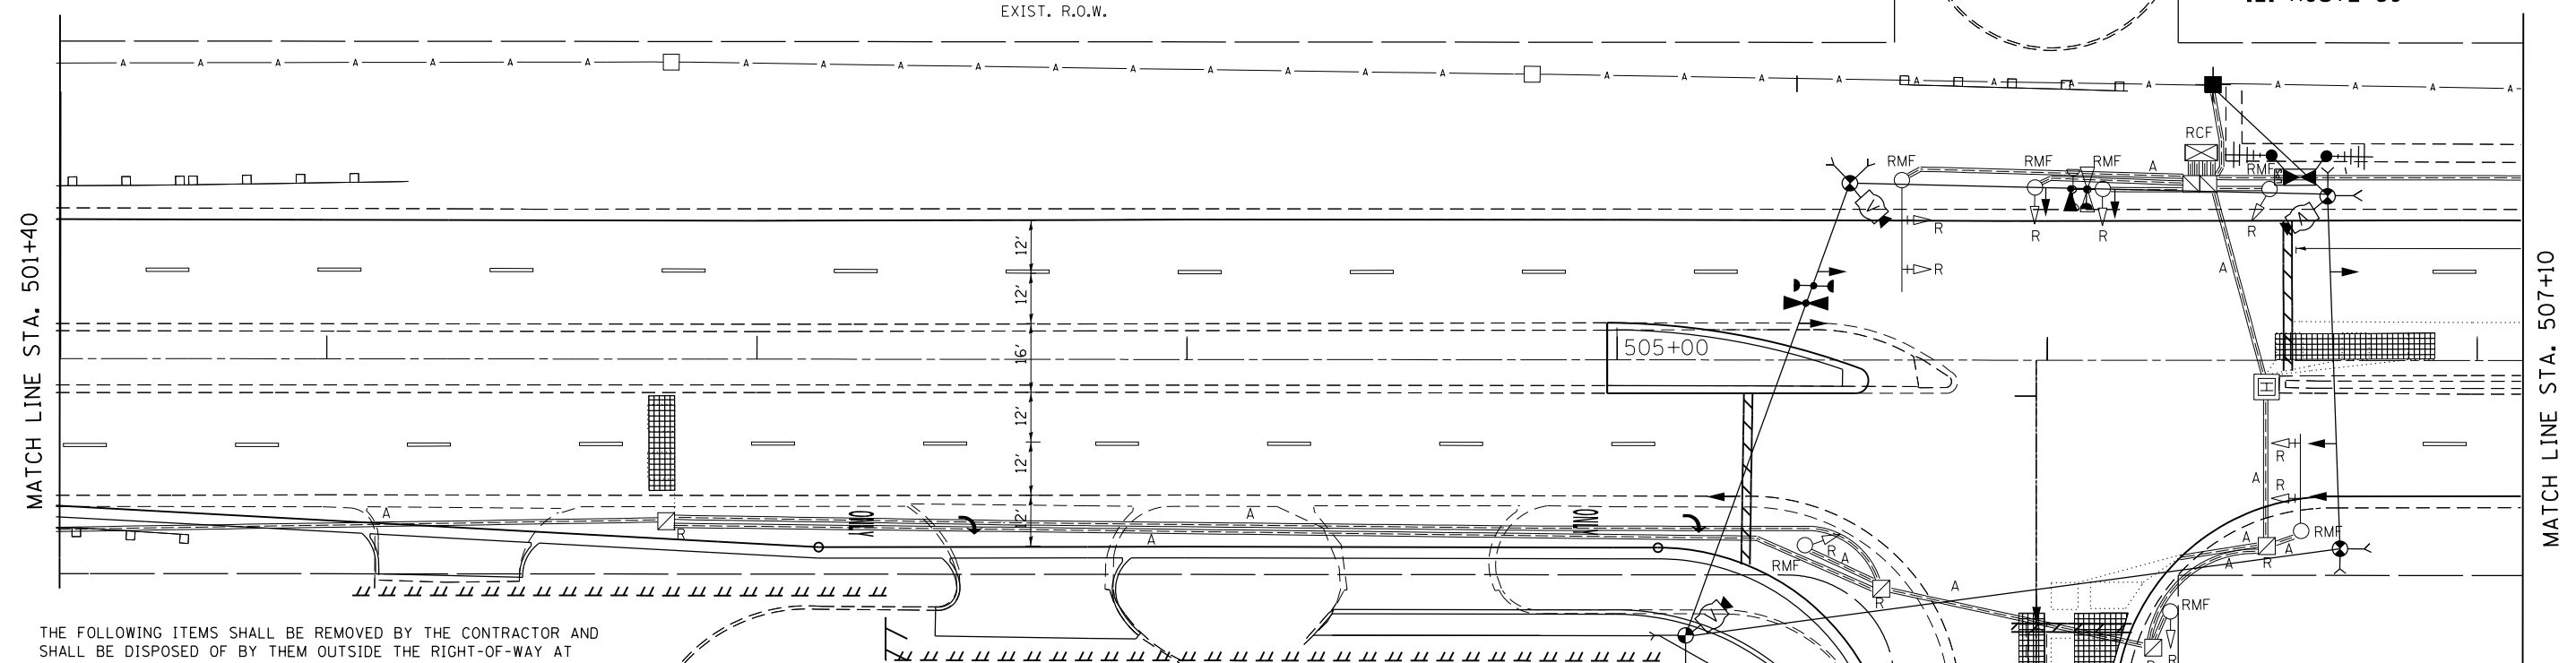 EXIST. R.O.W.
A A A A A A A A A A A A A A A A A A A A A A A A A A A A A A
RCF
RMF RMF RMF A RMF
R R R R
R
A
MATCH LINE STA. 501+40
12'
12'
16'
12'
12'
12'
505+00
H
MATCH LINE STA. 507+10
R
A R
A A
ONLY ONLY
R A
RMF R A
RMF
A A
A R
A
R
RMF
R
THE FOLLOWING ITEMS SHALL BE REMOVED BY THE CONTRACTOR AND
SHALL BE DISPOSED OF BY THEM OUTSIDE THE RIGHT-OF-WAY AT